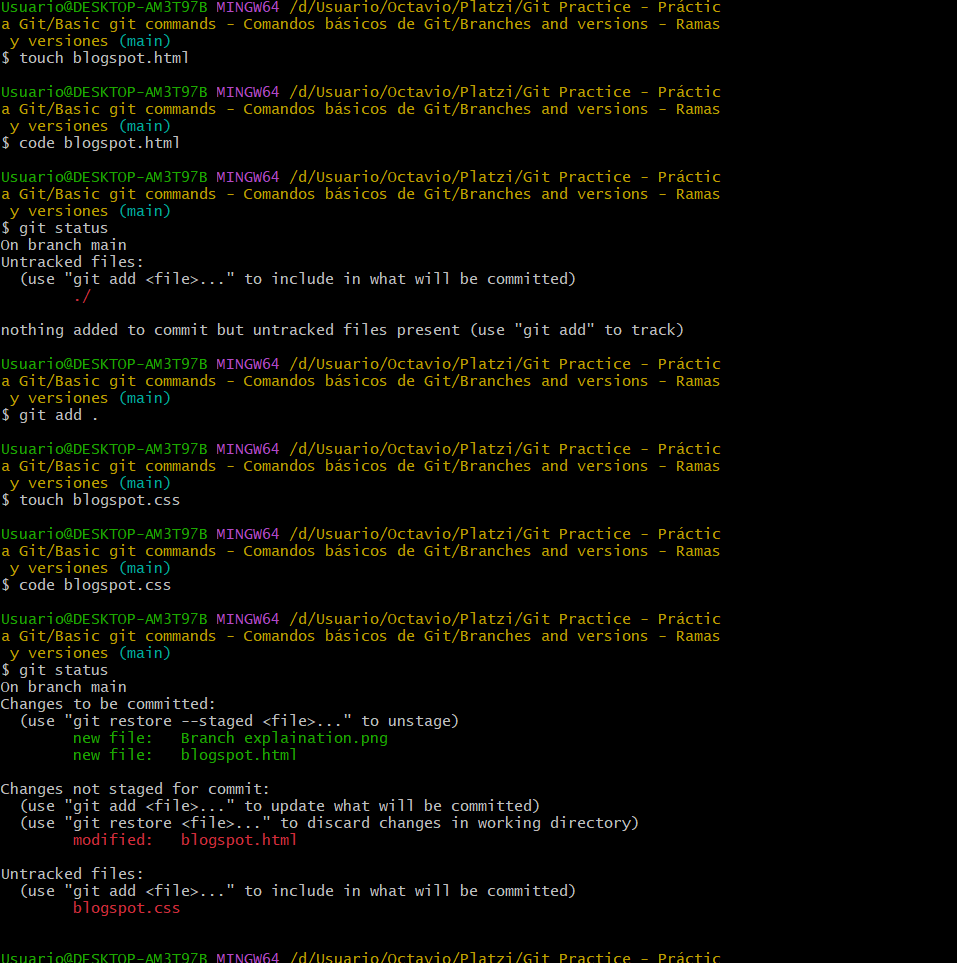 Usuario@DESKTOP-AM3T97B MINGW64 /d/Usuario/Octavio/Platzi/Git Practice - Práctic
a Git/Basic git commands - Comandos básicos de Git/Branches and versions - Ramas
 y versiones (main)
$ touch blogspot.html

Usuario@DESKTOP-AM3T97B MINGW64 /d/Usuario/Octavio/Platzi/Git Practice - Práctic
a Git/Basic git commands - Comandos básicos de Git/Branches and versions - Ramas
 y versiones (main)
$ code blogspot.html

Usuario@DESKTOP-AM3T97B MINGW64 /d/Usuario/Octavio/Platzi/Git Practice - Práctic
a Git/Basic git commands - Comandos básicos de Git/Branches and versions - Ramas
 y versiones (main)
$ git status
On branch main
Untracked files:
  (use "git add <file>..." to include in what will be committed)
        ./

nothing added to commit but untracked files present (use "git add" to track)

Usuario@DESKTOP-AM3T97B MINGW64 /d/Usuario/Octavio/Platzi/Git Practice - Práctic
a Git/Basic git commands - Comandos básicos de Git/Branches and versions - Ramas
 y versiones (main)
$ git add .

Usuario@DESKTOP-AM3T97B MINGW64 /d/Usuario/Octavio/Platzi/Git Practice - Práctic
a Git/Basic git commands - Comandos básicos de Git/Branches and versions - Ramas
 y versiones (main)
$ touch blogspot.css

Usuario@DESKTOP-AM3T97B MINGW64 /d/Usuario/Octavio/Platzi/Git Practice - Práctic
a Git/Basic git commands - Comandos básicos de Git/Branches and versions - Ramas
 y versiones (main)
$ code blogspot.css

Usuario@DESKTOP-AM3T97B MINGW64 /d/Usuario/Octavio/Platzi/Git Practice - Práctic
a Git/Basic git commands - Comandos básicos de Git/Branches and versions - Ramas
 y versiones (main)
$ git status
On branch main
Changes to be committed:
  (use "git restore --staged <file>..." to unstage)
        new file:   Branch explaination.png
        new file:   blogspot.html

Changes not staged for commit:
  (use "git add <file>..." to update what will be committed)
  (use "git restore <file>..." to discard changes in working directory)
        modified:   blogspot.html

Untracked files:
  (use "git add <file>..." to include in what will be committed)
        blogspot.css

Usuario@DESKTOP-AM3T97B MINGW64 /d/Usuario/Octavio/Platzi/Git Practice - Práctic